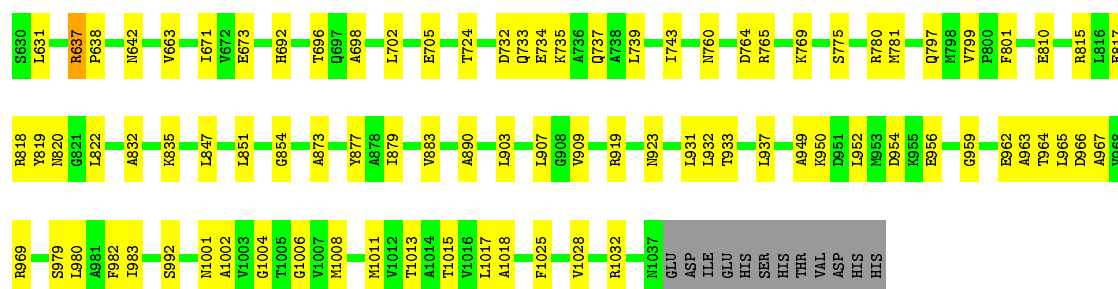 S630 L631 R637 P638 N642 V663 I671 V672 E673 H692 T696 Q697 A698 L702 E705 T724 D732 Q733 E734 K735 A736 Q737 A738 L739 I743 N760 D764 R765 K769 S775 R780 M781 Q797 M798 V799 P800 F801 E810 R815 L816
R818 Y819 N820 G821 L822 A832 R835 L847 L851 G854 A873 Y877 A878 I879 V883 A890 L903 L907 G908 V909 R919 N923 L931 L932 T933 L937 A949 K950 D951 L952 M953 D954 K955 E956 G959 E962 A963 T964 L965 D966 A967
R969 S979 L980 A981 F982 I983 S992 N1001 A1002 V1003 G1004 T1005 G1006 V1007 M1008 M1011 V1012 T1013 A1014 T1015 V1016 L1017 A1018 F1025 V1028 R1032 N1037 GLU ASP ILE GLU HIS SER HIS THR VAL ASP HIS HIS